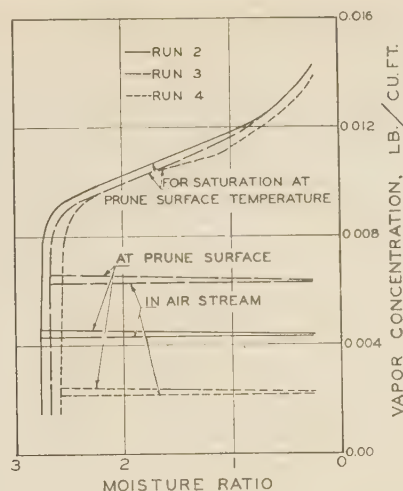 0.016
RUN 2
RUN 3
RUN 4
0.012
FOR SATURATION AT
PRUNE SURFACE TEMPERATURE
0.008
AT PRUNE SURFACE
IN AIR STREAM
0.004
0.00
3 2 1 0
MOISTURE RATIO
VAPOR CONCENTRATION, LB./CU.FT.